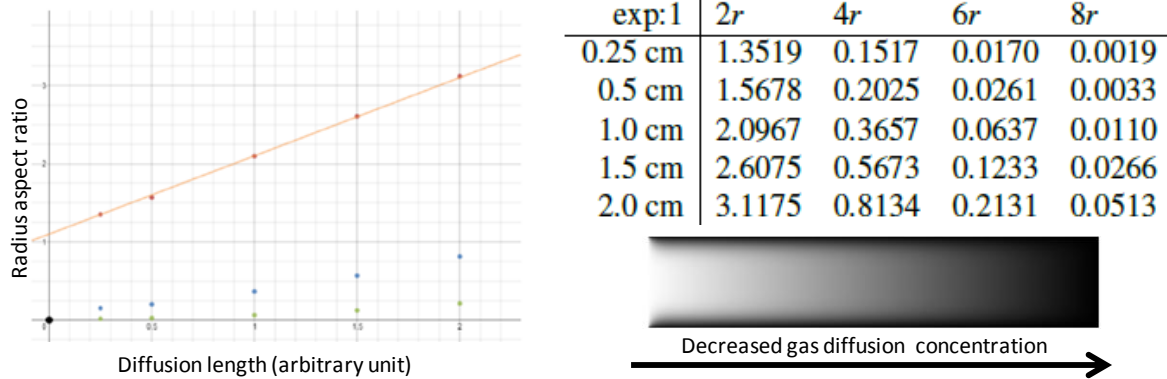 Radius aspect ratio
3
2
1
0
0.5
1
1.5
2
Diffusion length (arbitrary unit)
exp:1 2r 4r 6r 8r
0.25 cm 1.3519 0.1517 0.0170 0.0019
0.5 cm 1.5678 0.2025 0.0261 0.0033
1.0 cm 2.0967 0.3657 0.0637 0.0110
1.5 cm 2.6075 0.5673 0.1233 0.0266
2.0 cm 3.1175 0.8134 0.2131 0.0513
Decreased gas diffusion concentration